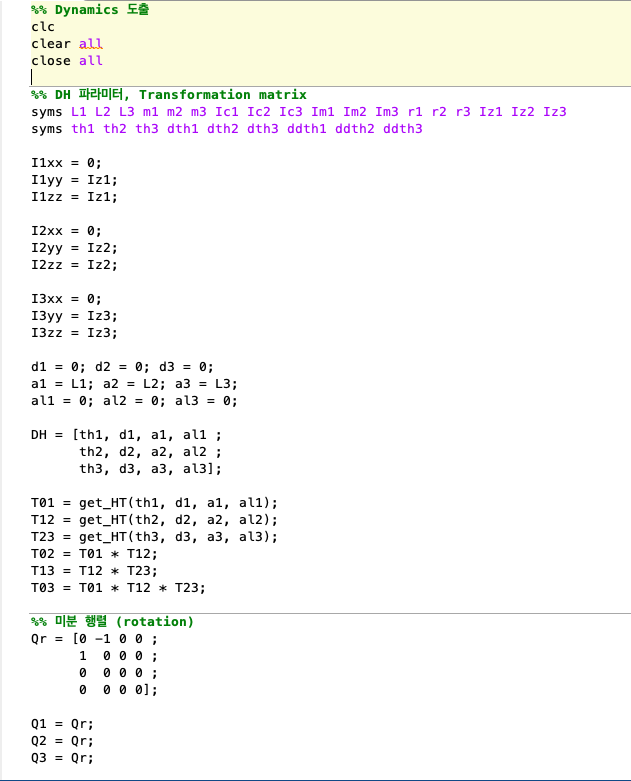 %% Dynamics 도출
clc
clear all
close all
%% DH 파라미터, Transformation matrix
syms L1 L2 L3 m1 m2 m3 Ic1 Ic2 Ic3 Im1 Im2 Im3 r1 r2 r3 Iz1 Iz2 Iz3
syms th1 th2 th3 dth1 dth2 dth3 ddth1 ddth2 ddth3
I1xx = 0;
I1yy = Iz1;
I1zz = Iz1;
I2xx = 0;
I2yy = Iz2;
I2zz = Iz2;
I3xx = 0;
I3yy = Iz3;
I3zz = Iz3;
d1 = 0; d2 = 0; d3 = 0;
a1 = L1; a2 = L2; a3 = L3;
al1 = 0; al2 = 0; al3 = 0;
DH = [th1, d1, a1, al1 ;
th2, d2, a2, al2 ;
th3, d3, a3, al3];
T01 = get_HT(th1, d1, a1, al1);
T12 = get_HT(th2, d2, a2, al2);
T23 = get_HT(th3, d3, a3, al3);
T02 = T01 * T12;
T13 = T12 * T23;
T03 = T01 * T12 * T23;
%% 미분 행렬 (rotation)
Qr = [0 -1 0 0 ;
1 0 0 0 ;
0 0 0 0 ;
0 0 0 0];
Q1 = Qr;
Q2 = Qr;
Q3 = Qr;